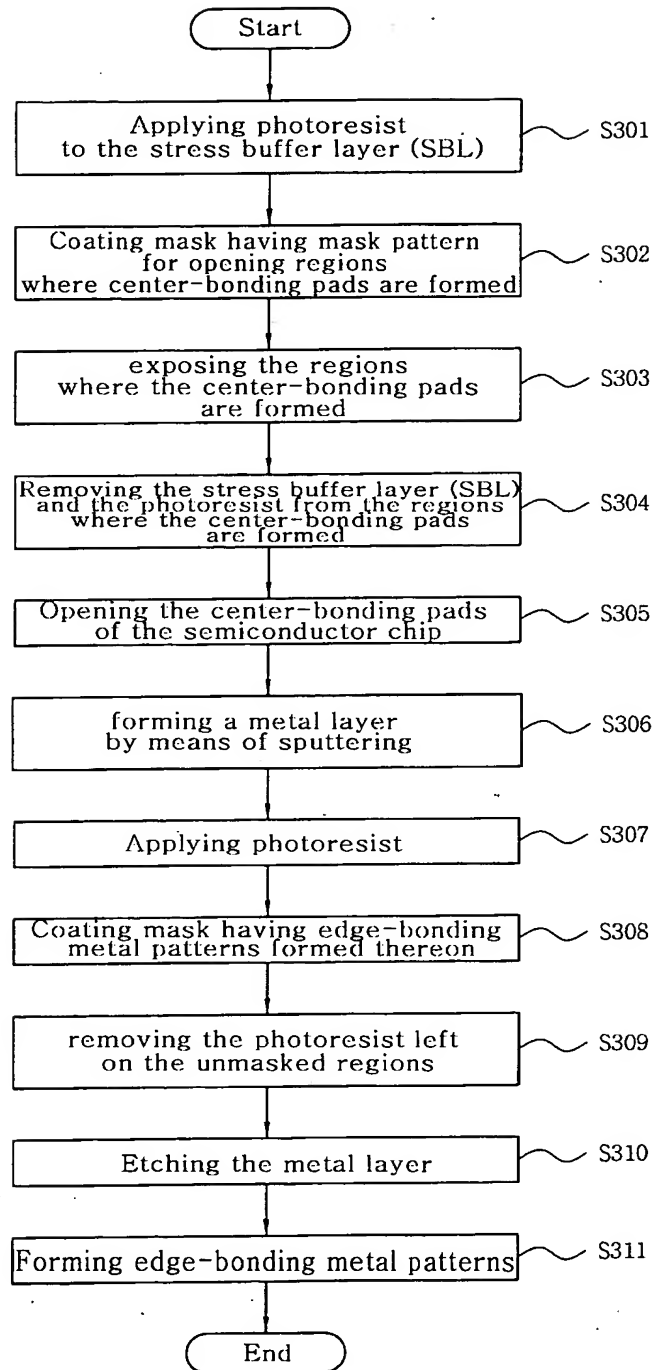 Start
Applying photoresist
to the stress buffer layer (SBL)
S301
Coating mask having mask pattern
for opening regions
where center-bonding pads are formed
S302
exposing the regions
where the center-bonding pads
are formed
S303
Removing the stress buffer layer (SBL)
and the photoresist from the regions
where the center-bonding pads
are formed
S304
Opening the center-bonding pads
of the semiconductor chip
S305
forming a metal layer
by means of sputtering
S306
Applying photoresist
S307
Coating mask having edge-bonding
metal patterns formed thereon
S308
removing the photoresist left
on the unmasked regions
S309
Etching the metal layer
S310
Forming edge-bonding metal patterns
S311
End